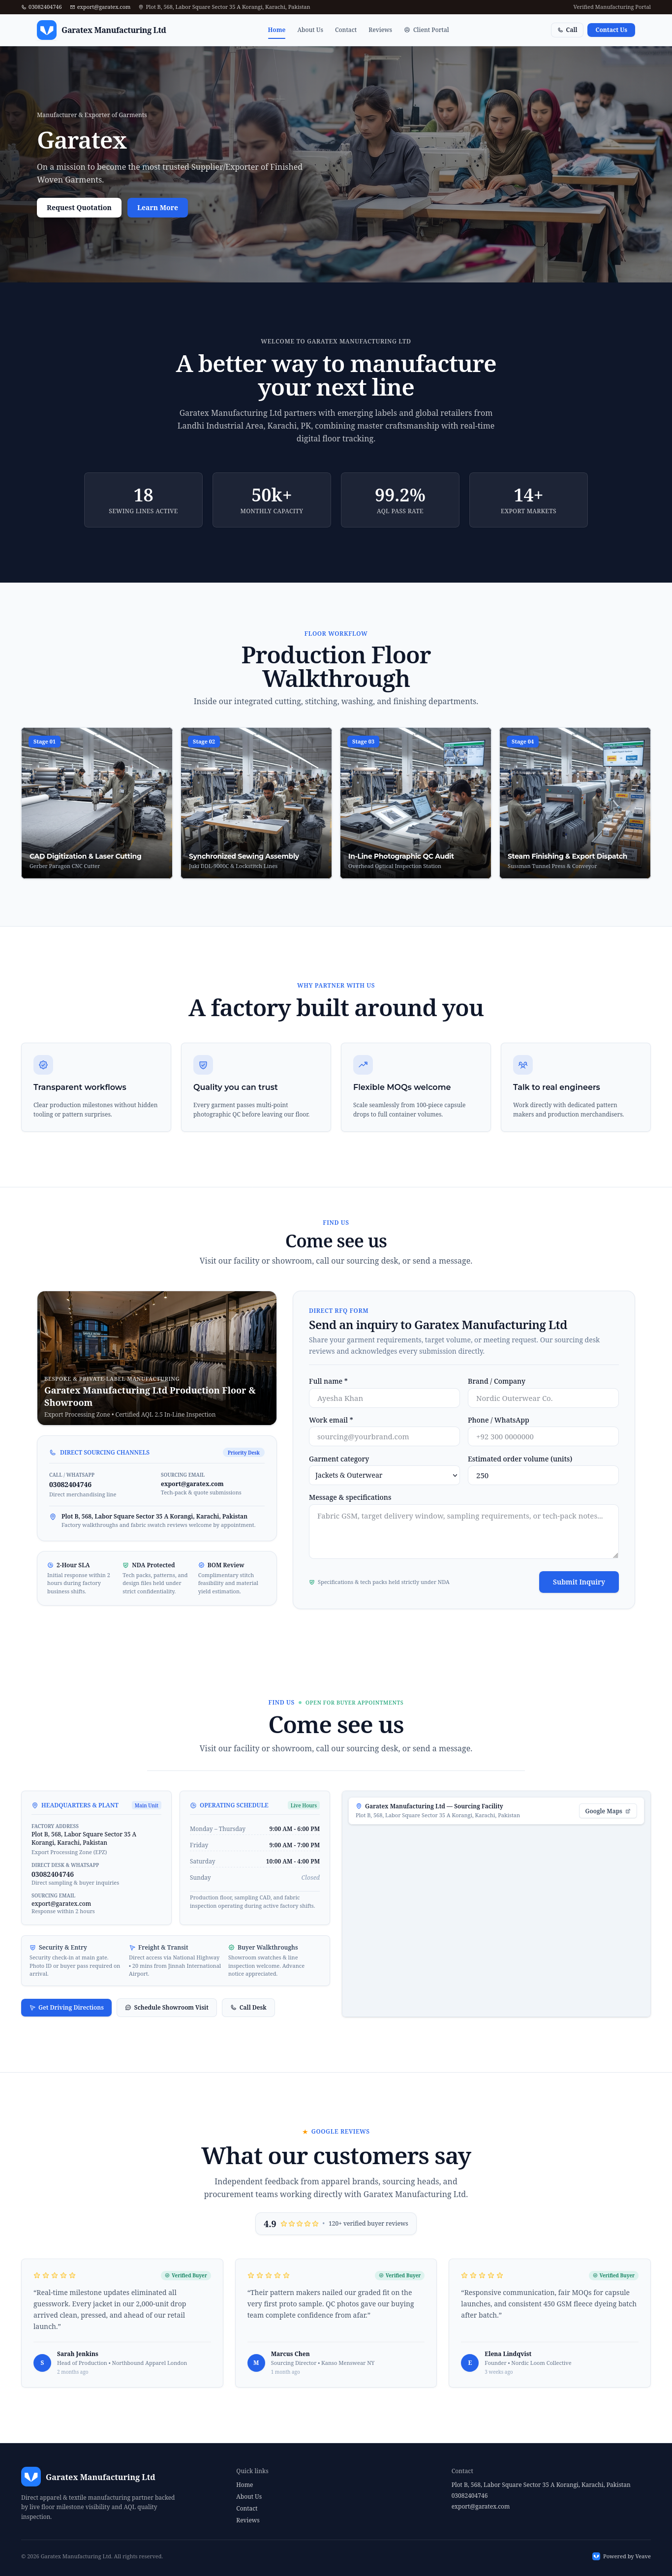 03082404746 export@garatex.com Plot B, 568, Labor Square Sector 35 A Korangi, Karachi, Pakistan Verified Manufacturing Portal
Garatex Manufacturing Ltd Home About Us Contact Reviews Client Portal Call Contact Us
Manufacturer & Exporter of Garments
Garatex
On a mission to become the most trusted Supplier/Exporter of Finished
Woven Garments.
Request Quotation Learn More
WELCOME TO GARATEX MANUFACTURING LTD
A better way to manufacture
your next line
Garatex Manufacturing Ltd partners with emerging labels and global retailers from
Landhi Industrial Area, Karachi, PK, combining master craftsmanship with real-time
digital floor tracking.
18 50k+ 99.2% 14+
SEWING LINES ACTIVE MONTHLY CAPACITY AQL PASS RATE EXPORT MARKETS
FLOOR WORKFLOW
Production Floor
Walkthrough
Inside our integrated cutting, stitching, washing, and finishing departments.
Stage 01 Stage 02 Stage 03 Stage 04
CAD Digitization & Laser Cutting Synchronized Sewing Assembly In-Line Photographic QC Audit Steam Finishing & Export Dispatch
Gerber Paragon CNC Cutter Juki DDL-9000C & Lockstitch Lines Overhead Optical Inspection Station Sussman Tunnel Press & Conveyor
WHY PARTNER WITH US
A factory built around you
Transparent workflows Quality you can trust Flexible MOQs welcome Talk to real engineers
Clear production milestones without hidden Every garment passes multi-point Scale seamlessly from 100-piece capsule Work directly with dedicated pattern
tooling or pattern surprises. photographic QC before leaving our floor. drops to full container volumes. makers and production merchandisers.
FIND US
Come see us
Visit our facility or showroom, call our sourcing desk, or send a message.
BESPOKE & PRIVATE LABEL MANUFACTURING
Garatex Manufacturing Ltd Production Floor &
Showroom
Export Processing Zone • Certified AQL 2.5 In-Line Inspection
DIRECT SOURCING CHANNELS Priority Desk
CALL / WHATSAPP SOURCING EMAIL
03082404746 export@garatex.com
Direct merchandising line Tech-pack & quote submissions
Plot B, 568, Labor Square Sector 35 A Korangi, Karachi, Pakistan
Factory walkthroughs and fabric swatch reviews welcome by appointment.
2-Hour SLA NDA Protected BOM Review
Initial response within 2 Tech packs, patterns, and Complimentary stitch
hours during factory design files held under feasibility and material
business shifts. strict confidentiality. yield estimation.
DIRECT RFQ FORM
Send an inquiry to Garatex Manufacturing Ltd
Share your garment requirements, target volume, or meeting request. Our sourcing desk
reviews and acknowledges every submission directly.
Full name * Brand / Company
Ayesha Khan Nordic Outerwear Co.
Work email * Phone / WhatsApp
sourcing@yourbrand.com +92 300 0000000
Garment category Estimated order volume (units)
Jackets & Outerwear 250
Message & specifications
Fabric GSM, target delivery window, sampling requirements, or tech-pack notes...
Specifications & tech packs held strictly under NDA Submit Inquiry
FIND US • OPEN FOR BUYER APPOINTMENTS
Come see us
Visit our facility or showroom, call our sourcing desk, or send a message.
HEADQUARTERS & PLANT Main Unit
FACTORY ADDRESS
Plot B, 568, Labor Square Sector 35 A
Korangi, Karachi, Pakistan
Export Processing Zone (EPZ)
DIRECT DESK & WHATSAPP
03082404746
Direct sampling & buyer inquiries
SOURCING EMAIL
export@garatex.com
Response within 2 hours
OPERATING SCHEDULE Live Hours
Monday – Thursday 9:00 AM - 6:00 PM
Friday 9:00 AM - 7:00 PM
Saturday 10:00 AM - 4:00 PM
Sunday Closed
Production floor, sampling CAD, and fabric
inspection operating during active factory shifts.
Garatex Manufacturing Ltd — Sourcing Facility
Plot B, 568, Labor Square Sector 35 A Korangi, Karachi, Pakistan
Google Maps
Security & Entry Freight & Transit Buyer Walkthroughs
Security check-in at main gate. Direct access via National Highway Showroom swatches & line
Photo ID or buyer pass required on • 20 mins from Jinnah International inspection welcome. Advance
arrival. Airport. notice appreciated.
Get Driving Directions Schedule Showroom Visit Call Desk
GOOGLE REVIEWS
What our customers say
Independent feedback from apparel brands, sourcing heads, and
procurement teams working directly with Garatex Manufacturing Ltd.
4.9 • 120+ verified buyer reviews
Verified Buyer Verified Buyer Verified Buyer
“Real-time milestone updates eliminated all
guesswork. Every jacket in our 2,000-unit drop
arrived clean, pressed, and ahead of our retail
launch.”
S
Sarah Jenkins
Head of Production • Northbound Apparel London
2 months ago
“Their pattern makers nailed our graded fit on the
very first proto sample. QC photos gave our buying
team complete confidence from afar.”
M
Marcus Chen
Sourcing Director • Kanso Menswear NY
1 month ago
“Responsive communication, fair MOQs for capsule
launches, and consistent 450 GSM fleece dyeing batch
after batch.”
E
Elena Lindqvist
Founder • Nordic Loom Collective
3 weeks ago
Garatex Manufacturing Ltd
Direct apparel & textile manufacturing partner backed
by live floor milestone visibility and AQL quality
inspection.
Quick links
Home
About Us
Contact
Reviews
Contact
Plot B, 568, Labor Square Sector 35 A Korangi, Karachi, Pakistan
03082404746
export@garatex.com
© 2026 Garatex Manufacturing Ltd. All rights reserved. Powered by Veave